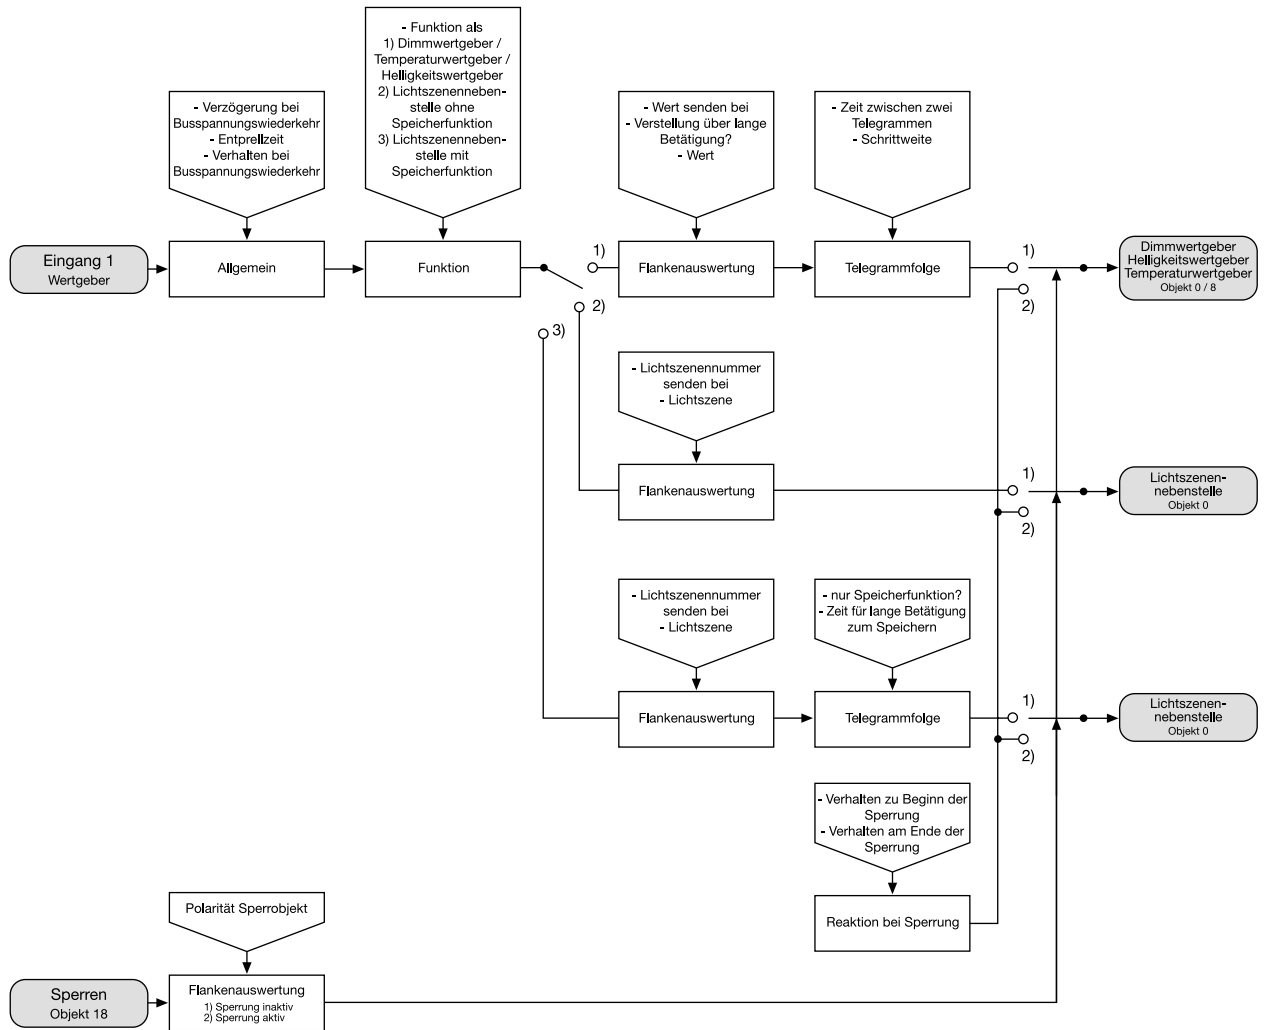 - Funktion als
1) Dimmwertgeber /
Temperaturwertgeber /
Helligkeitswertgeber
2) Lichtszenenneben-
stelle ohne
Speicherfunktion
3) Lichtszenenneben-
stelle mit
Speicherfunktion
- Verzögerung bei
Busspannungswiederkehr
- Entprellzeit
- Verhalten bei
Busspannungswiederkehr
- Wert senden bei
- Verstellung über lange
Betätigung?
- Wert
- Zeit zwischen zwei
Telegrammen
- Schrittweite
Eingang 1
Wertgeber
Allgemein
Funktion
1)
2)
3)
Flankenauswertung
Telegrammfolge
1)
2)
Dimmwertgeber
Helligkeitswertgeber
Temperaturwertgeber
Objekt 0 / 8
- Lichtszenennummer
senden bei
- Lichtszene
Flankenauswertung
1)
2)
Lichtszenen-
nebenstelle
Objekt 0
- Lichtszenennummer
senden bei
- Lichtszene
- nur Speicherfunktion?
- Zeit für lange Betätigung
zum Speichern
Flankenauswertung
Telegrammfolge
1)
2)
Lichtszenen-
nebenstelle
Objekt 0
- Verhalten zu Beginn der
Sperrung
- Verhalten am Ende der
Sperrung
Reaktion bei Sperrung
Polarität Sperrobjekt
Sperren
Objekt 18
Flankenauswertung
1) Sperrung inaktiv
2) Sperrung aktiv